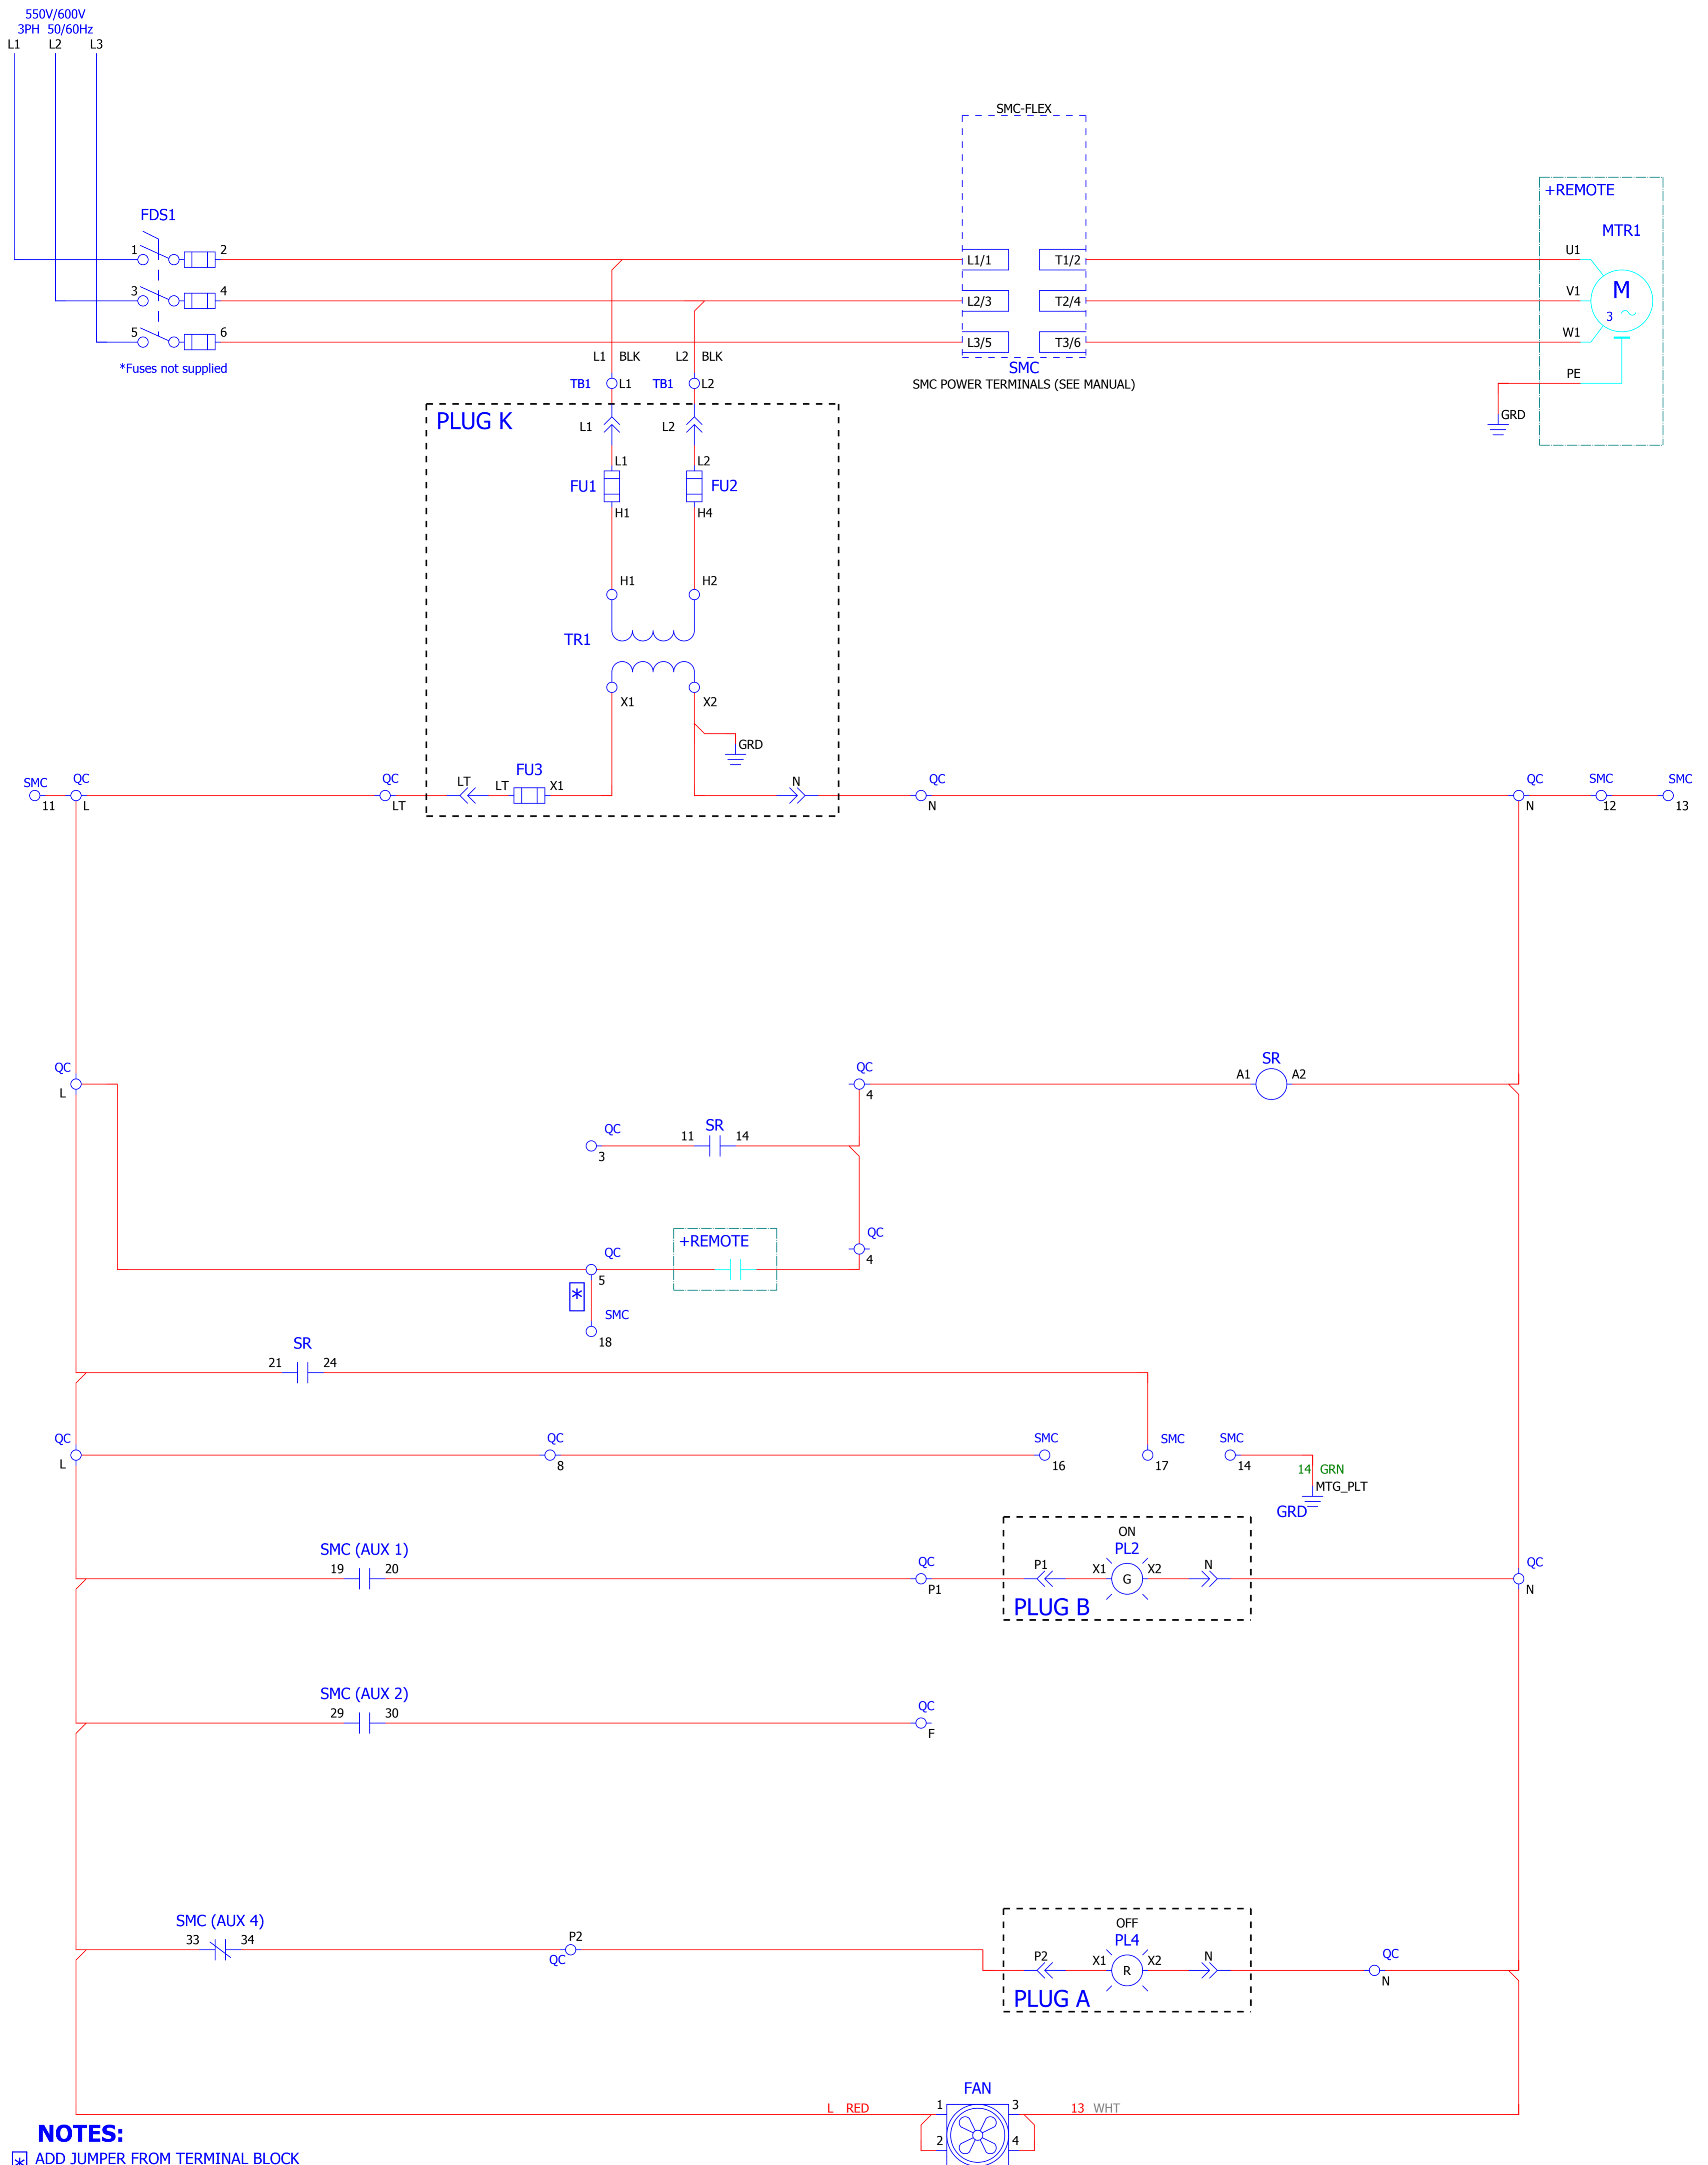 550V/600V
3PH 50/60Hz
L1 L2 L3
SMC-FLEX
+REMOTE
MTR1
FDS1
1 2
3 4
5 6
*Fuses not supplied
L1/1 T1/2
L2/3 T2/4
L3/5 T3/6
SMC
SMC POWER TERMINALS (SEE MANUAL)
U1
V1
W1
PE
M
3
GRD
L1 BLK L2 BLK
TB1 L1 TB1 L2
PLUG K
L1 L2
L1 L2
FU1 FU2
H1 H4
H1 H2
TR1
X1 X2
GRD
SMC QC QC LT LT FU3 X1 N QC QC SMC SMC
11 L LT N N 12 13
QC QC SR
L 4 A1 A2
QC SR
3 11 14
QC +REMOTE QC
5 4
* SMC
18
SR
21 24
QC QC SMC SMC SMC
L 8 16 17 14
14 GRN
MTG_PLT
GRD
SMC (AUX 1)
19 20
QC
P1
ON
PL2
P1 X1 G X2 N
PLUG B
QC
N
SMC (AUX 2)
29 30
QC
F
SMC (AUX 4)
33 34
P2
QC
OFF
PL4
P2 X1 R X2 N
PLUG A
QC
N
FAN
L RED 1 3 13 WHT
2 4
NOTES:
* ADD JUMPER FROM TERMINAL BLOCK